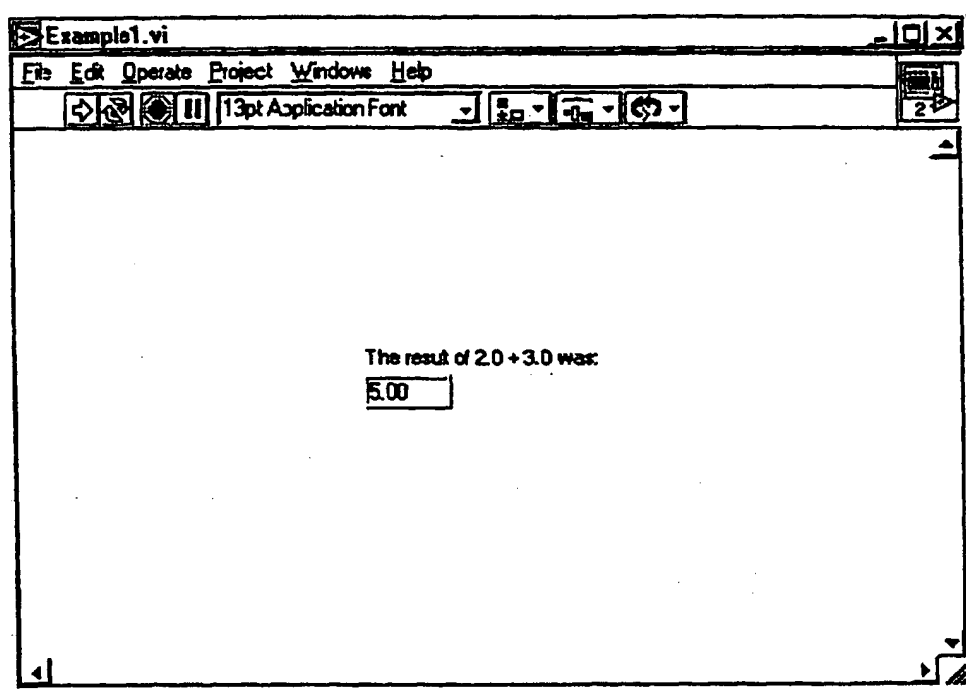 Example1.vi
File Edit Operate Project Windows Help
13pt Application Font
2
The result of 2.0 + 3.0 was:
5.00